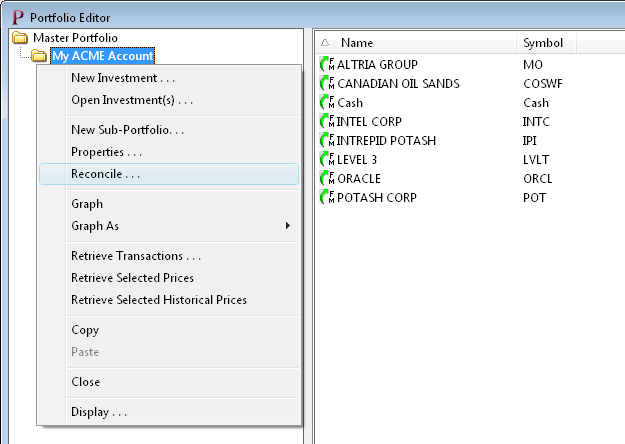 P Portfolio Editor
Master Portfolio
My ACME Account
New Investment . . .
Open Investment(s) . . .
New Sub-Portfolio. . .
Properties . . .
Reconcile . . .
Graph
Graph As
Retrieve Transactions . . .
Retrieve Selected Prices
Retrieve Selected Historical Prices
Copy
Paste
Close
Display . . .
Name Symbol
F M ALTRIA GROUP MO
F M CANADIAN OIL SANDS COSWF
F M Cash Cash
F M INTEL CORP INTC
F M INTREPID POTASH IPI
F M LEVEL 3 LVLT
F M ORACLE ORCL
F M POTASH CORP POT